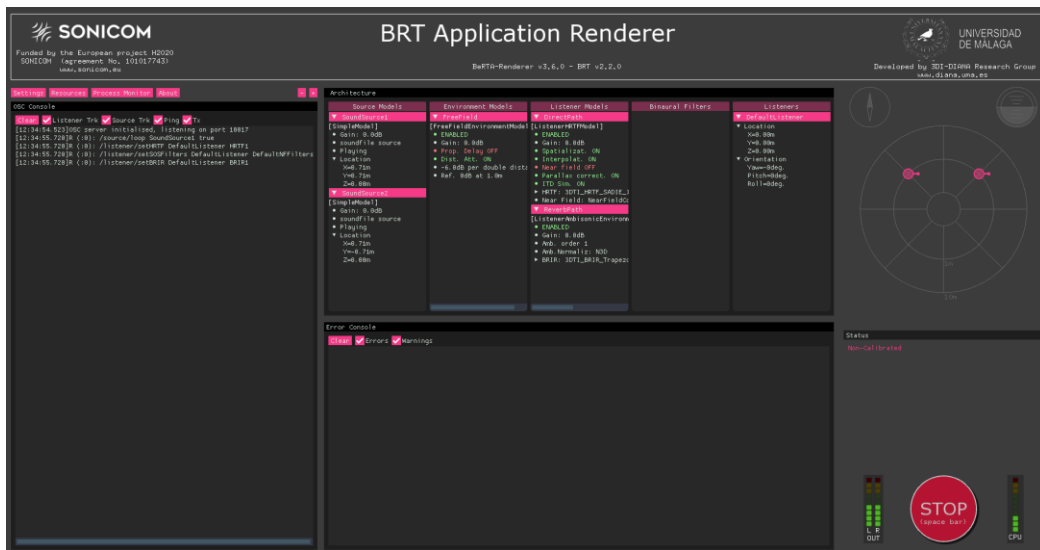 SONICOM
Funded by the European project H2020
SONICOM (agreement No. 101017743)
www.sonicom.eu
BRT Application Renderer
BeRTA-Renderer v3.6.0 - BRT v2.2.0
UNIVERSIDAD
DE MÁLAGA
Developed by 3DI-DIANA Research Group
www.diana.uma.es
Settings Resources Process Monitor About
OSC Console
Clear Listener Trk Source Trk Ping Tx
[12:34:54.523]OSC server initialised, listening on port 10017
[12:34:55.720]R (:0): /source/loop SoundSource1 true
[12:34:55.720]R (:0): /listener/setHRTF DefaultListener HRTF1
[12:34:55.720]R (:0): /listener/setSOSFilters DefaultListener DefaultNFFilters
[12:34:55.720]R (:0): /listener/setBRIR DefaultListener BRIR1
Architecture
Source Models
SoundSource1
[SimpleModel]
Gain: 0.0dB
soundfile source
Playing
Location
X=0.71m
Y=0.71m
Z=0.00m
SoundSource2
[SimpleModel]
Gain: 0.0dB
soundfile source
Playing
Location
X=0.71m
Y=-0.71m
Z=0.00m
Environment Models
FreeField
[FreeFieldEnvironmentModel
ENABLED
Gain: 0.0dB
Prop. Delay OFF
Dist. Att. ON
-6.0dB per double dista
Ref. 0dB at 1.0m
Listener Models
DirectPath
[ListenerHRTFModel]
ENABLED
Gain: 0.0dB
Spatializat. ON
Interpolat. ON
Near field OFF
Parallax correct. ON
ITD Sim. ON
HRTF: 3DTI_HRTF_SADIE_
Near Field: NearFieldCo
ReverbPath
[ListenerAmbisonicEnvironm
ENABLED
Gain: 0.0dB
Amb. order 1
Amb.Normaliz: N3D
BRIR: 3DTI_BRIR_Trapezo
Binaural Filters
Listeners
DefaultListener
Location
X=0.00m
Y=0.00m
Z=0.00m
Orientation
Yaw=-0deg.
Pitch=0deg.
Roll=0deg.
Error Console
Clear Errors Warnings
Status
Non-Calibrated
L R
OUT
STOP
(space bar)
CPU